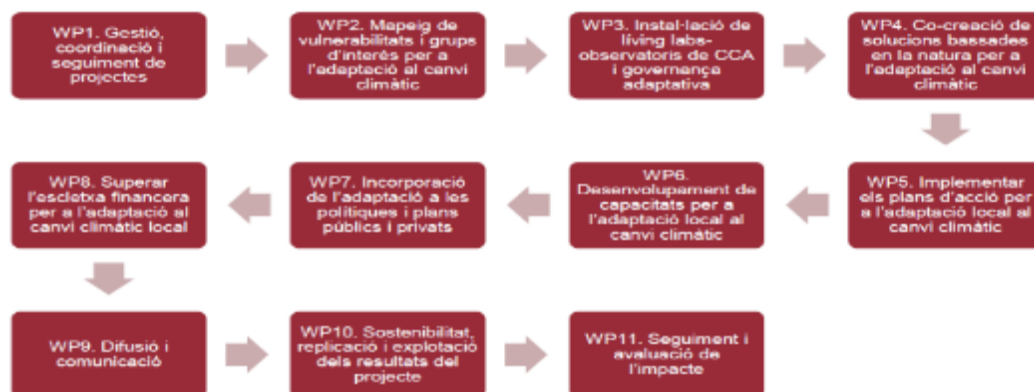 WP1. Gestió,
coordinació i
seguiment de
projectes
WP2. Mapeig de
vulnerabilitats i grups
d'interès per a
l'adaptació al canvi
climàtic
WP3. Instal·lació de
living labs-
observatoris de CCA
i governança
adaptativa
WP4. Co-creació de
solucions bassades
en la natura per a
l'adaptació al canvi
climàtic
WP5. Implementar
els plans d'acció per
a l'adaptació local al
canvi climàtic
WP6.
Desenvolupament de
capacitats per a
l'adaptació local al
canvi climàtic
WP7. Incorporació
de l'adaptació a les
polítiques i plans
públics i privats
WP8. Superar
l'escletxa financera
per a l'adaptació al
canvi climàtic local
WP9. Difusió i
comunicació
WP10. Sostenibilitat,
replicació i explotació
dels resultats del
projecte
WP11. Seguiment i
avaluació de
l'impacte